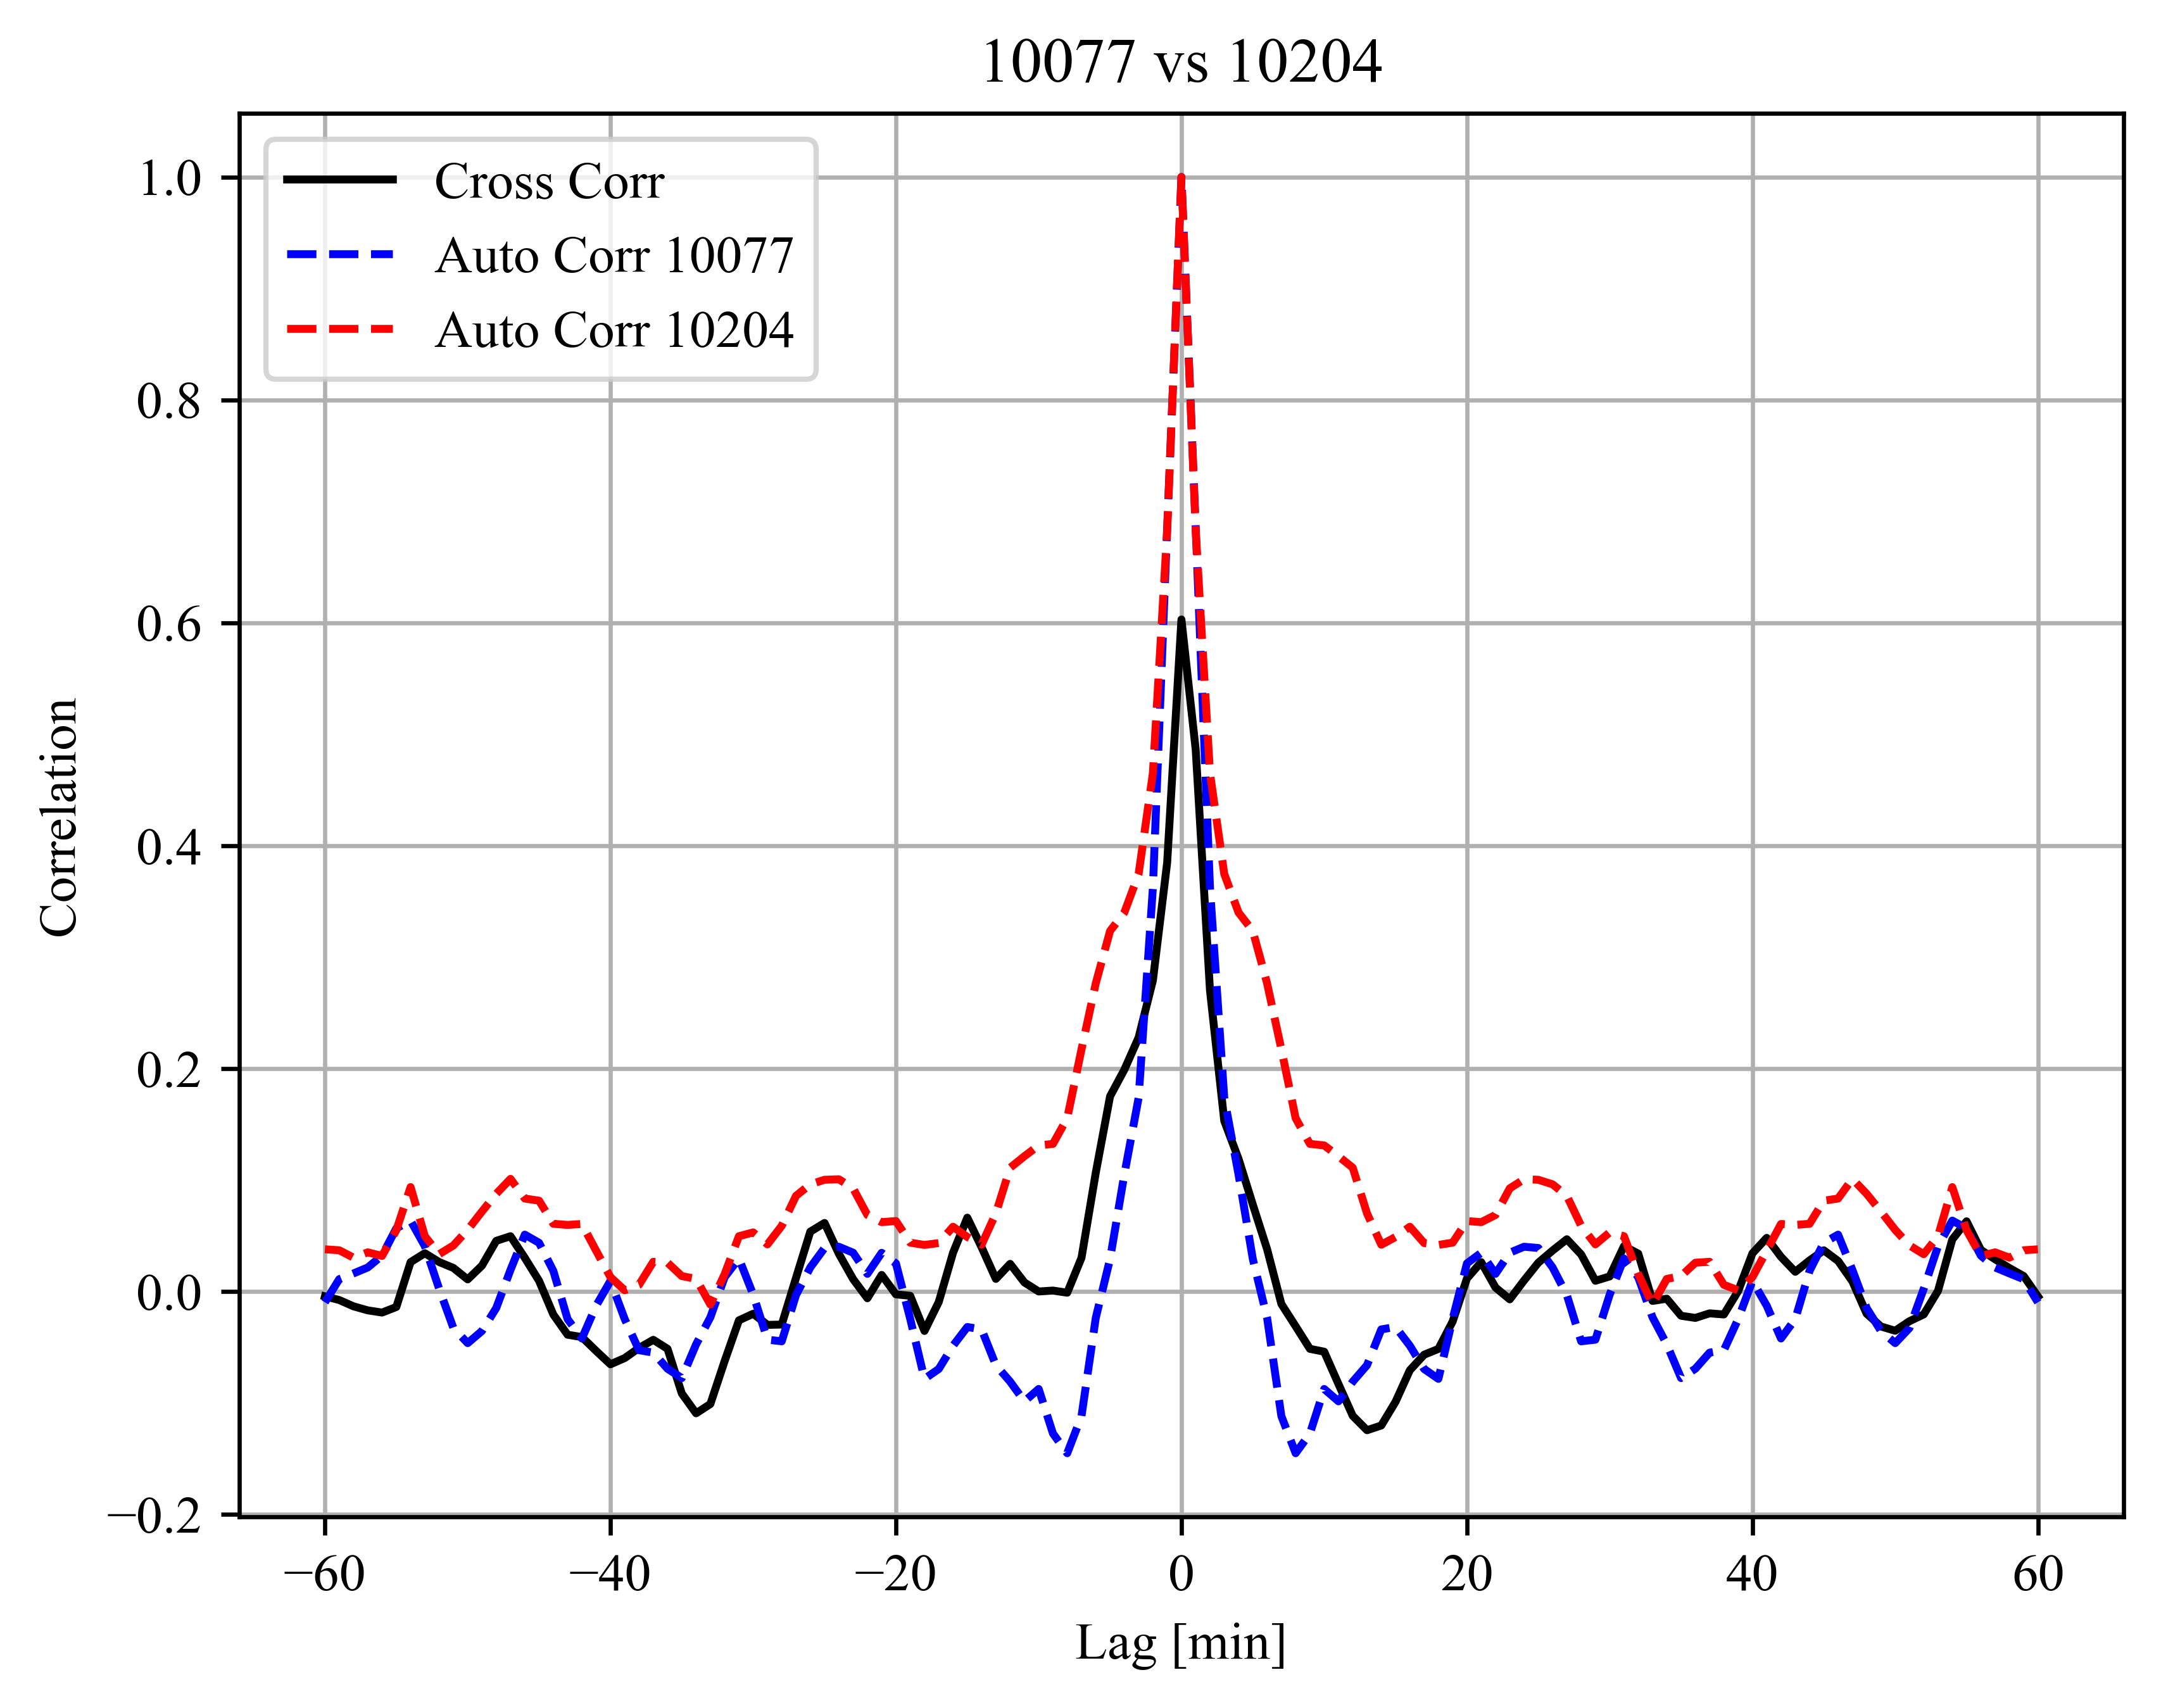 10077 vs 10204
Cross Corr
Auto Corr 10077
Auto Corr 10204
1.0
0.8
0.6
0.4
0.2
0.0
−0.2
Correlation
−60 −40 −20 0 20 40 60
Lag [min]